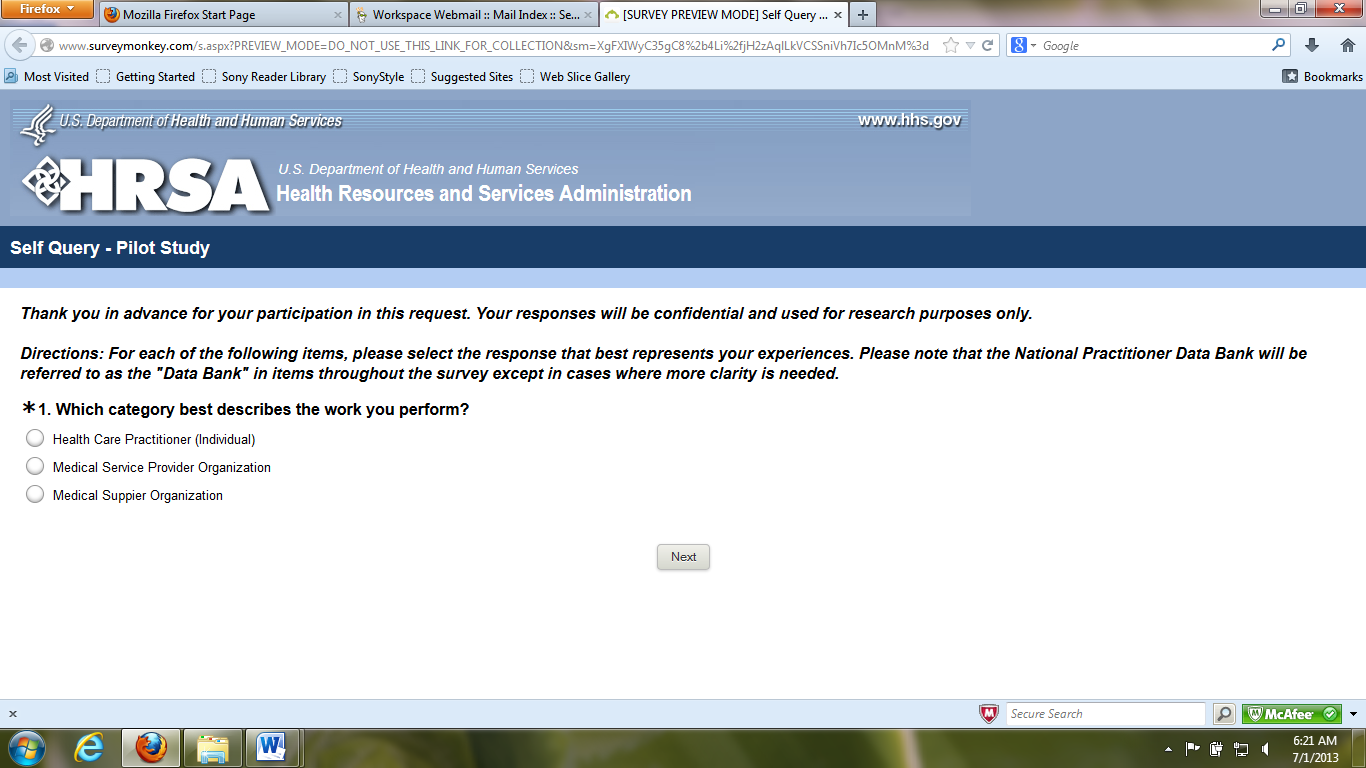 Firefox
Mozilla Firefox Start Page
Workspace Webmail :: Mail Index :: Se...
[SURVEY PREVIEW MODE] Self Query ...
www.surveymonkey.com/s.aspx?PREVIEW_MODE=DO_NOT_USE_THIS_LINK_FOR_COLLECTION&sm=XgFXIWyC35gC8%2b4Li%2fjH2zAqILkVCSSniVh7Ic5OMnM%3d
Google
Most Visited Getting Started Sony Reader Library SonyStyle Suggested Sites Web Slice Gallery Bookmarks
U.S. Department of Health and Human Services www.hhs.gov
HRSA
U.S. Department of Health and Human Services
Health Resources and Services Administration
Self Query - Pilot Study
Thank you in advance for your participation in this request. Your responses will be confidential and used for research purposes only.
Directions: For each of the following items, please select the response that best represents your experiences. Please note that the National Practitioner Data Bank will be
referred to as the "Data Bank" in items throughout the survey except in cases where more clarity is needed.
*1. Which category best describes the work you perform?
Health Care Practitioner (Individual)
Medical Service Provider Organization
Medical Suppier Organization
Next
x
Secure Search
McAfee
6:21 AM
7/1/2013